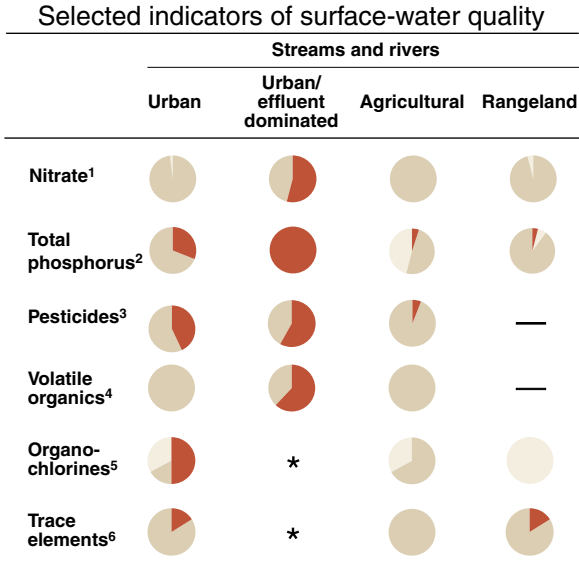 Selected indicators of surface-water quality
Streams and rivers
Urban
Urban/
effluent
dominated
Agricultural
Rangeland
Nitrate¹
Total
phosphorus²
Pesticides³
—
Volatile
organics⁴
—
Organo-
chlorines⁵
*
Trace
elements⁶
*